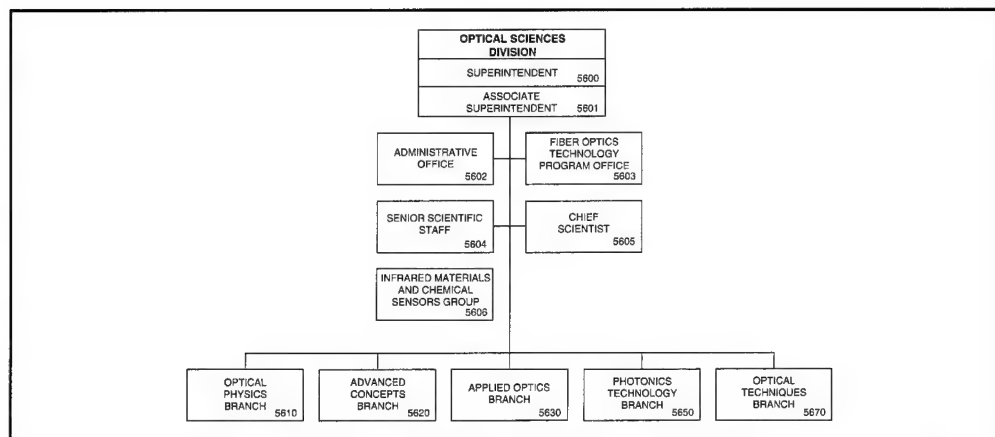 OPTICAL SCIENCES
DIVISION
SUPERINTENDENT 5600
ASSOCIATE
SUPERINTENDENT 5601
ADMINISTRATIVE
OFFICE
5602
FIBER OPTICS
TECHNOLOGY
PROGRAM OFFICE
5603
SENIOR SCIENTIFIC
STAFF
5604
CHIEF
SCIENTIST
5605
INFRARED MATERIALS
AND CHEMICAL
SENSORS GROUP
5606
OPTICAL
PHYSICS
BRANCH 5610
ADVANCED
CONCEPTS
BRANCH 5620
APPLIED OPTICS
BRANCH
5630
PHOTONICS
TECHNOLOGY
BRANCH 5650
OPTICAL
TECHNIQUES
BRANCH 5670